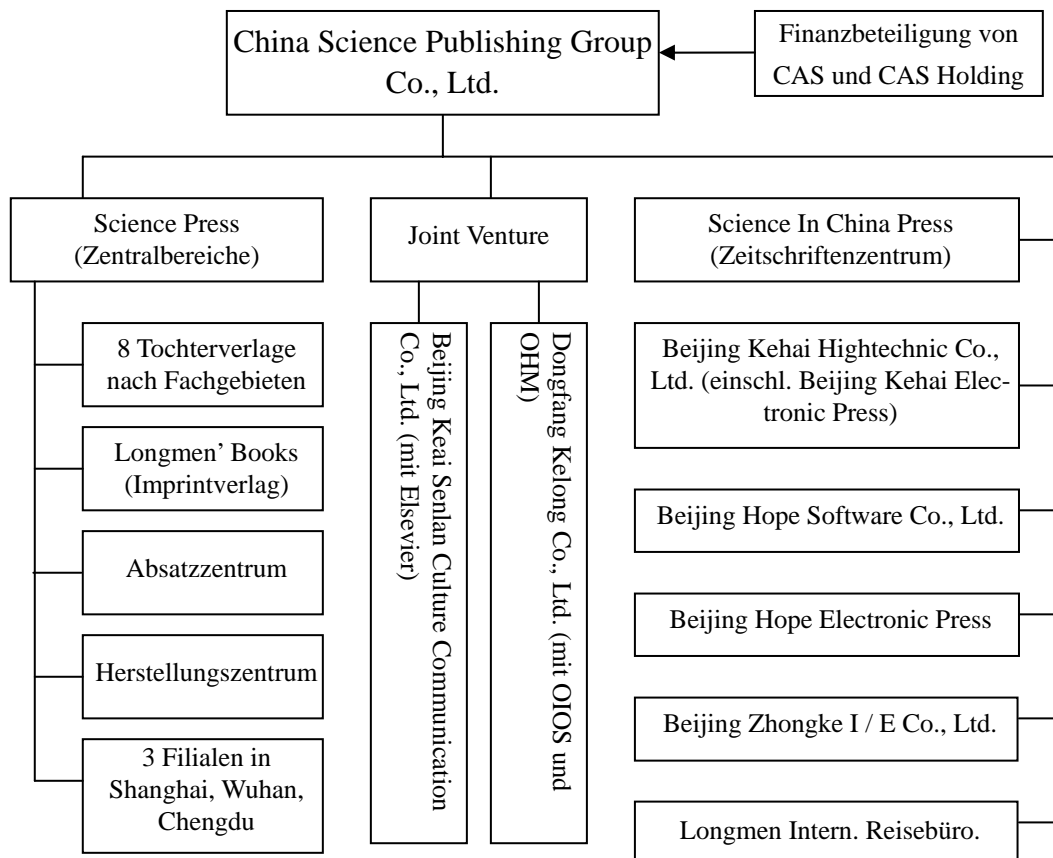 China Science Publishing Group
Co., Ltd.
Finanzbeteiligung von
CAS und CAS Holding
Science Press
(Zentralbereiche)
8 Tochterverlage
nach Fachgebieten
Longmen’ Books
(Imprintverlag)
Absatzzentrum
Herstellungszentrum
3 Filialen in
Shanghai, Wuhan,
Chengdu
Joint Venture
Beijing Keai Senlan Culture Communication
Co., Ltd. (mit Elsevier)
Dongfang Kelong Co., Ltd. (mit OIOS und
OHM)
Science In China Press
(Zeitschriftenzentrum)
Beijing Kehai Hightechnic Co.,
Ltd. (einschl. Beijing Kehai Elec-
tronic Press)
Beijing Hope Software Co., Ltd.
Beijing Hope Electronic Press
Beijing Zhongke I / E Co., Ltd.
Longmen Intern. Reisebüro.